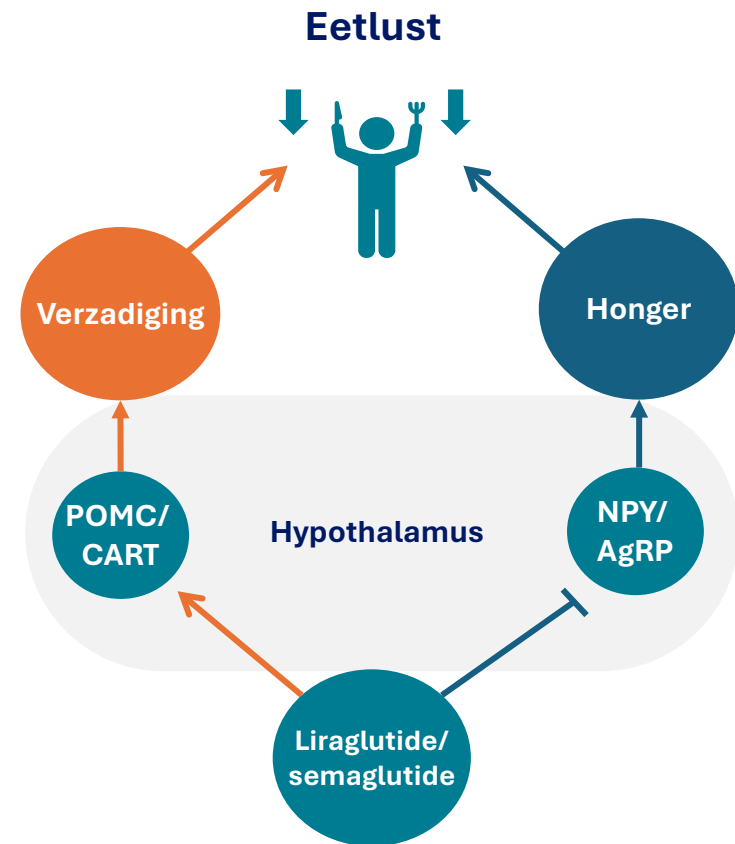 Eetlust
Verzadiging
Honger
POMC/
CART
Hypothalamus
NPY/
AgRP
Liraglutide/
semaglutide